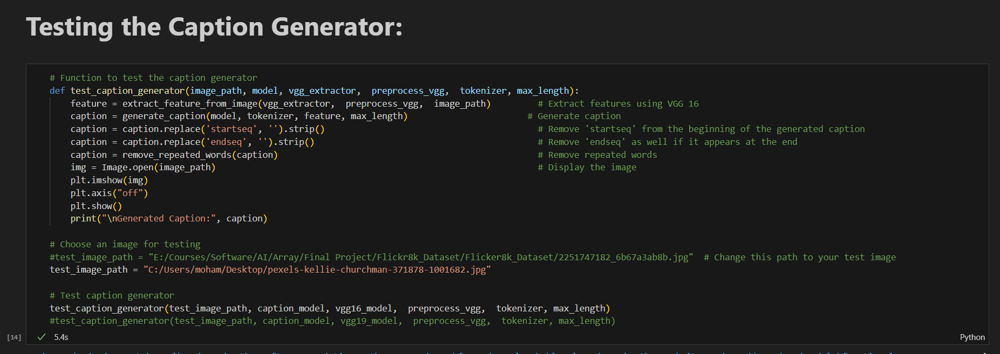 Testing the Caption Generator:
# Function to test the caption generator
def test_caption_generator(image_path, model, vgg_extractor,  preprocess_vgg,  tokenizer, max_length):
    feature = extract_feature_from_image(vgg_extractor,  preprocess_vgg,  image_path)         # Extract features using VGG 16
    caption = generate_caption(model, tokenizer, feature, max_length)                       # Generate caption
    caption = caption.replace('startseq', '').strip()                                         # Remove 'startseq' from the beginning of the generated caption
    caption = caption.replace('endseq', '').strip()                                           # Remove 'endseq' as well if it appears at the end
    caption = remove_repeated_words(caption)                                                  # Remove repeated words
    img = Image.open(image_path)                                                              # Display the image
    plt.imshow(img)
    plt.axis("off")
    plt.show()
    print("\nGenerated Caption:", caption)
# Choose an image for testing
#test_image_path = "E:/Courses/Software/AI/Array/Final Project/Flickr8k_Dataset/Flicker8k_Dataset/2251747182_6b67a3ab8b.jpg"  # Change this path to your test image
test_image_path = "C:/Users/moham/Desktop/pexels-kellie-churchman-371878-1001682.jpg"
# Test caption generator
test_caption_generator(test_image_path, caption_model, vgg16_model,  preprocess_vgg,  tokenizer, max_length)
#test_caption_generator(test_image_path, caption_model, vgg19_model,  preprocess_vgg,  tokenizer, max_length)
[14] ✓ 5.4s Python